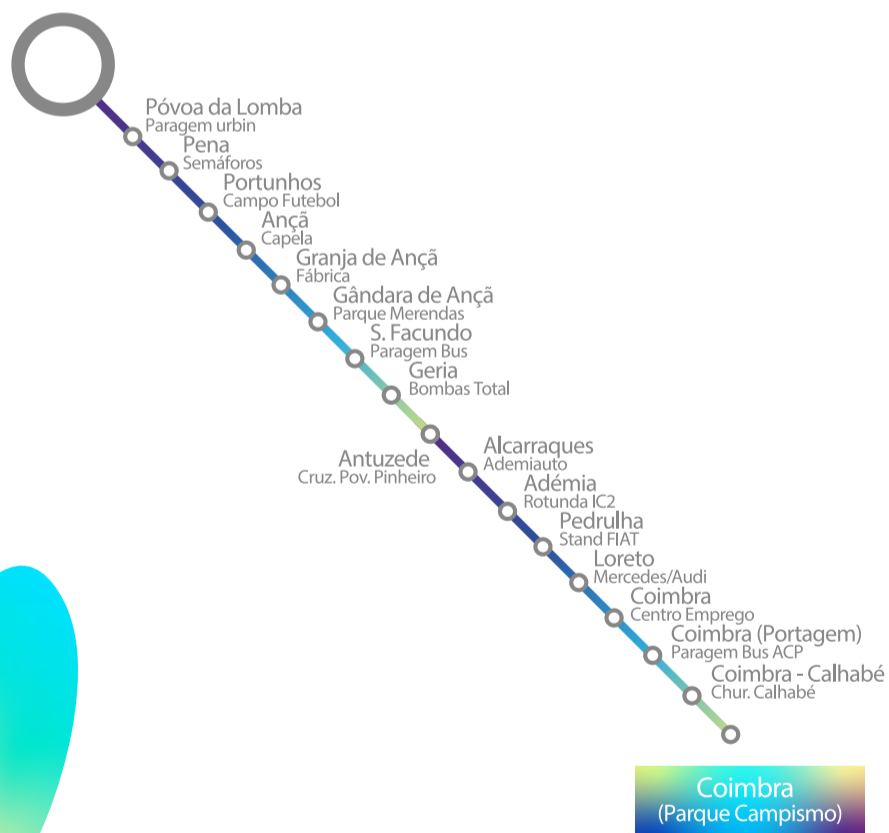 Póvoa da Lomba
Paragem urbin
Pena
Semáforos
Portunhos
Campo Futebol
Ançã
Capela
Granja de Ançã
Fábrica
Gândara de Ançã
Parque Merendas
S. Facundo
Paragem Bus
Geria
Bombas Total
Antuzede
Cruz. Pov. Pinheiro
Alcarraques
Ademiauto
Adémia
Rotunda IC2
Pedrulha
Stand FIAT
Loreto
Mercedes/Audi
Coimbra
Centro Emprego
Coimbra (Portagem)
Paragem Bus ACP
Coimbra - Calhabé
Chur. Calhabé
Coimbra
(Parque Campismo)